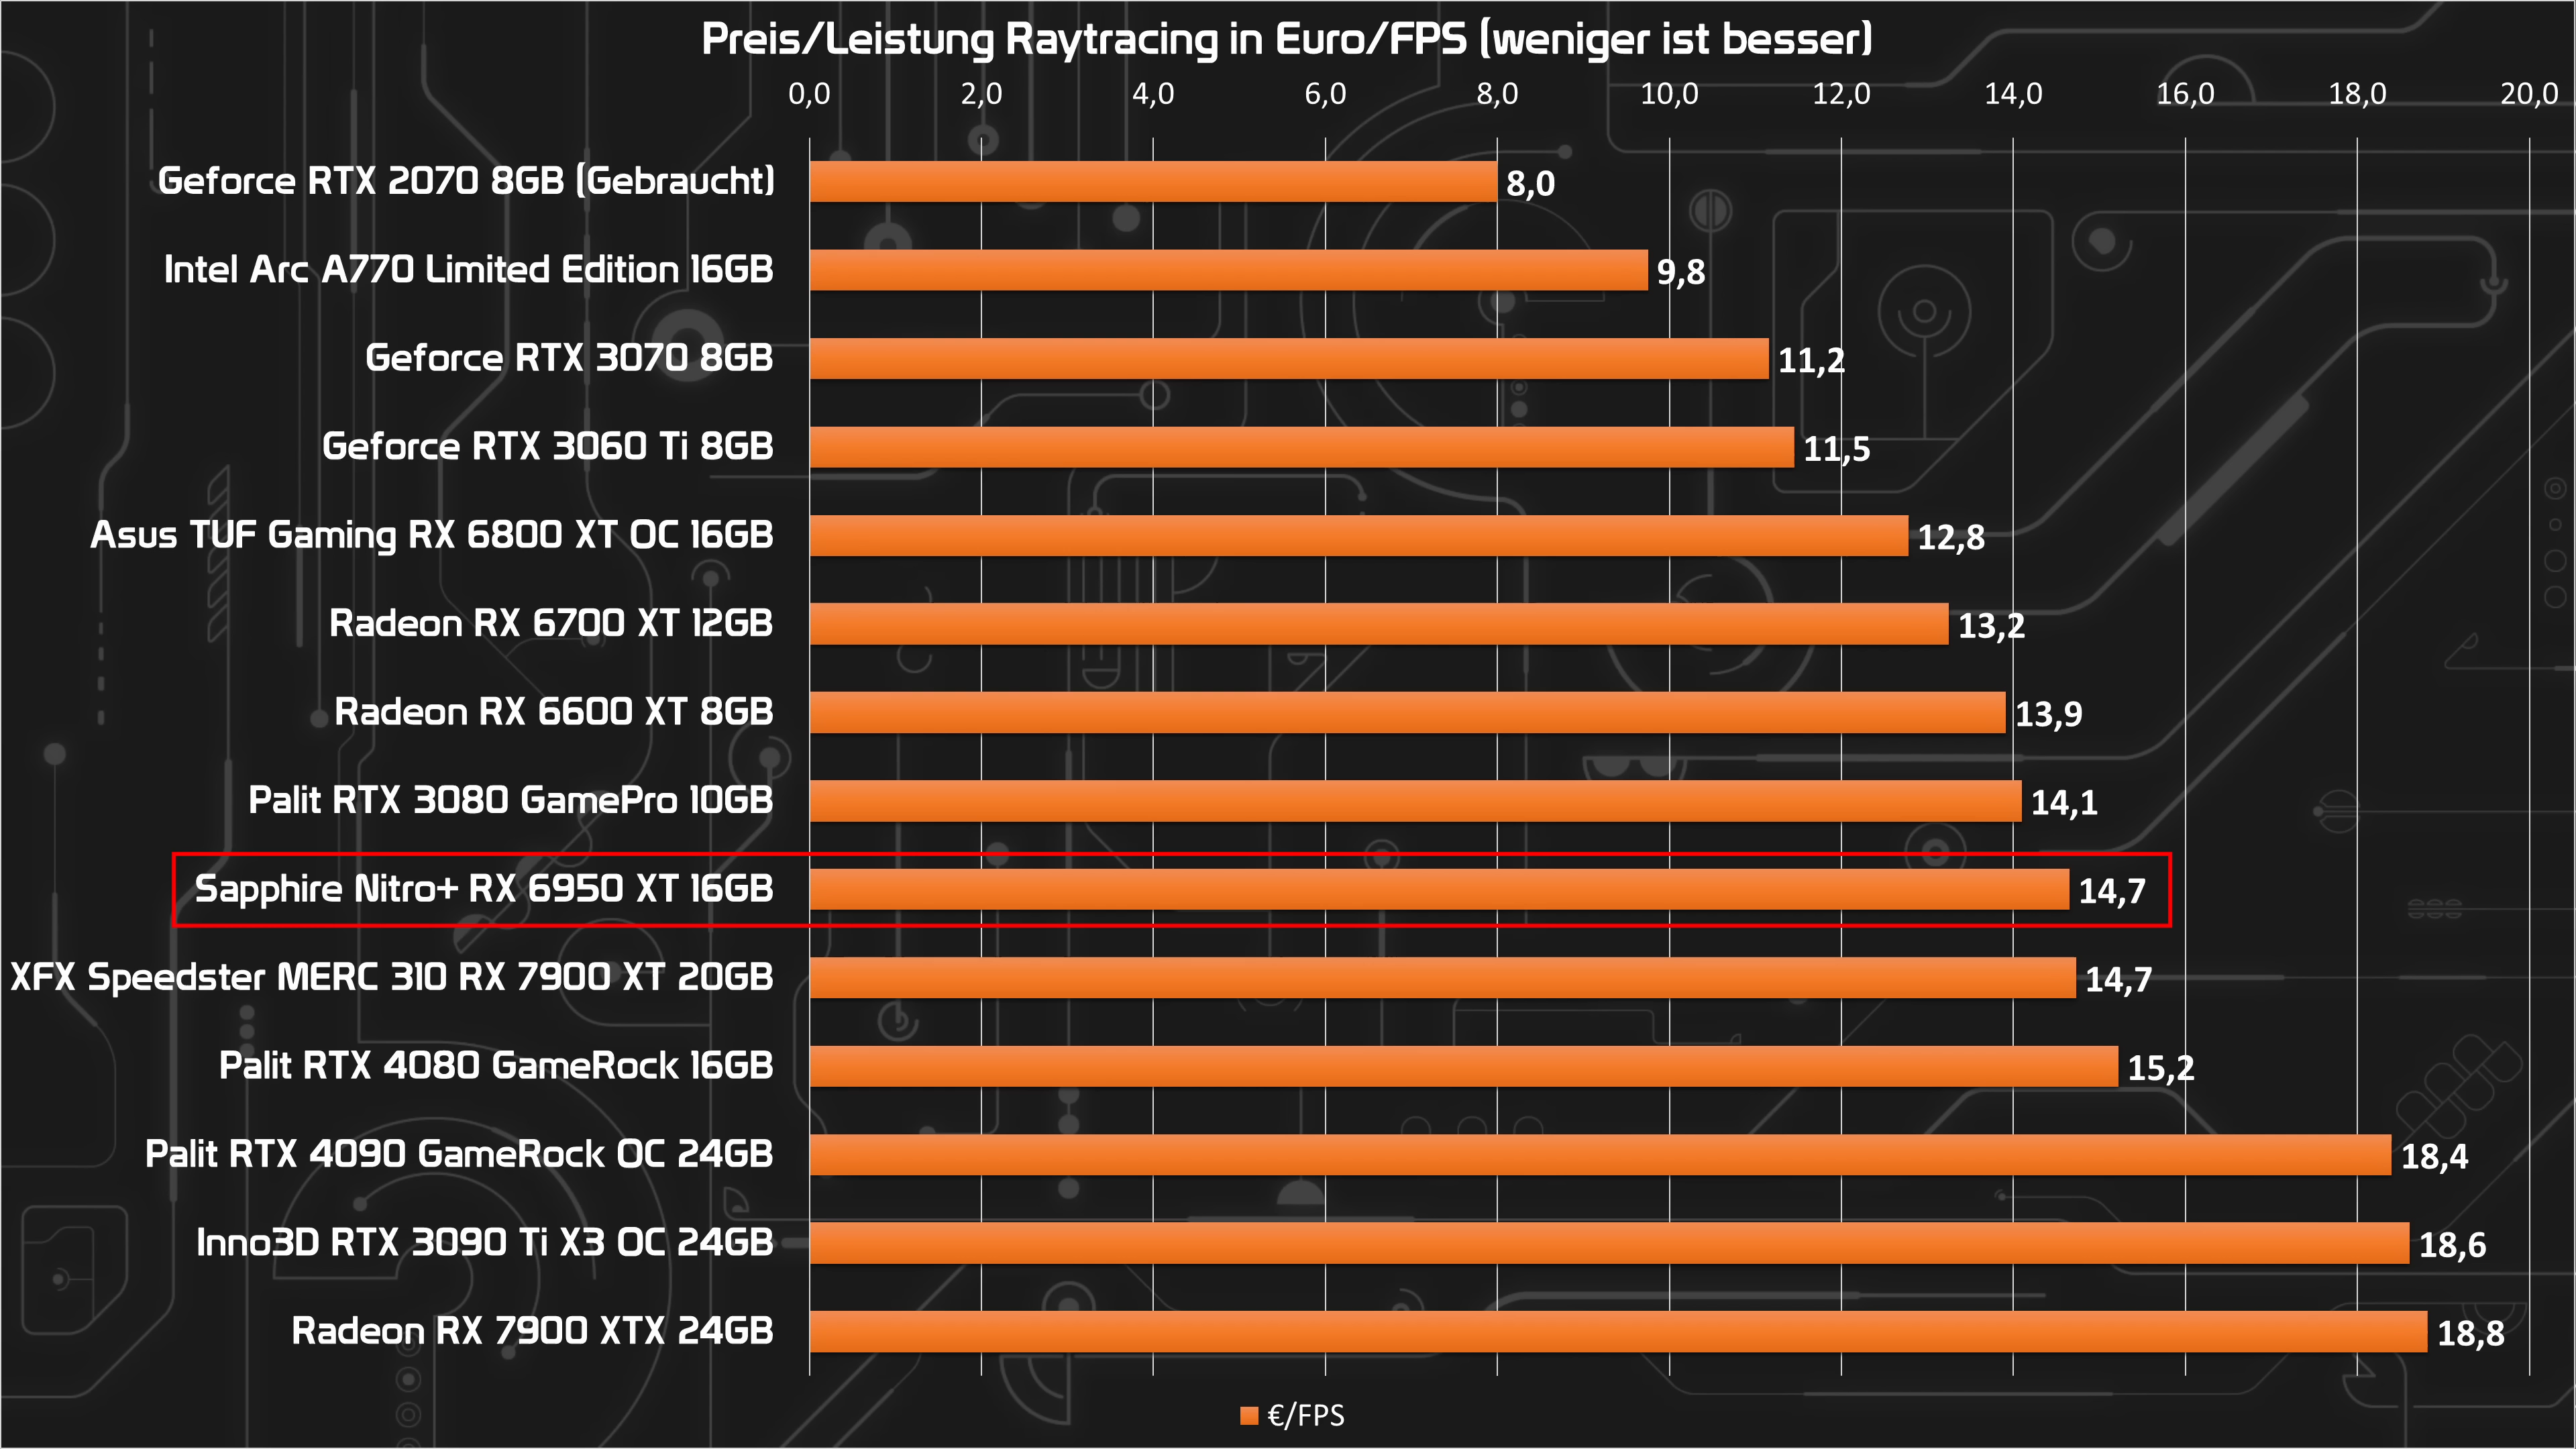 Preis/Leistung Raytracing in Euro/FPS (weniger ist besser)
0,0 2,0 4,0 6,0 8,0 10,0 12,0 14,0 16,0 18,0 20,0
Geforce RTX 2070 8GB (Gebraucht) 8,0
Intel Arc A770 Limited Edition 16GB 9,8
Geforce RTX 3070 8GB 11,2
Geforce RTX 3060 Ti 8GB 11,5
Asus TUF Gaming RX 6800 XT OC 16GB 12,8
Radeon RX 6700 XT 12GB 13,2
Radeon RX 6600 XT 8GB 13,9
Palit RTX 3080 GamePro 10GB 14,1
Sapphire Nitro+ RX 6950 XT 16GB 14,7
XFX Speedster MERC 310 RX 7900 XT 20GB 14,7
Palit RTX 4080 GameRock 16GB 15,2
Palit RTX 4090 GameRock OC 24GB 18,4
Inno3D RTX 3090 Ti X3 OC 24GB 18,6
Radeon RX 7900 XTX 24GB 18,8
€/FPS